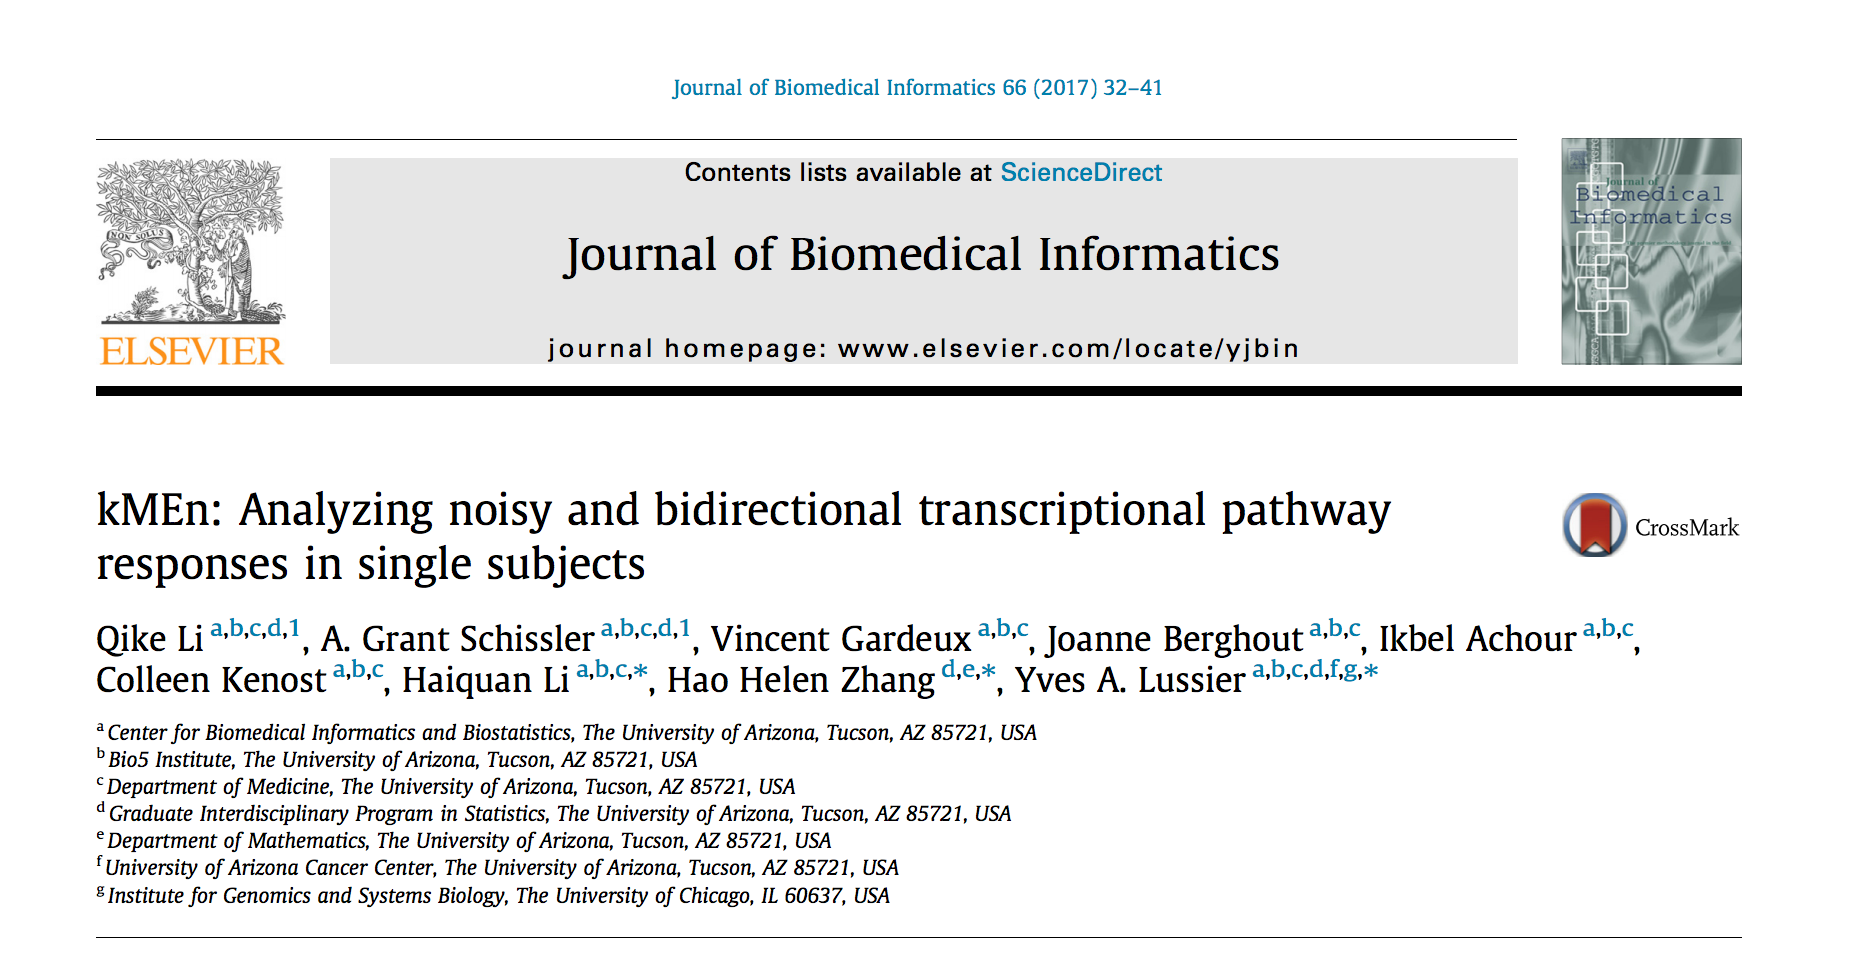 Journal of Biomedical Informatics 66 (2017) 32–41
Contents lists available at ScienceDirect
Journal of Biomedical Informatics
journal homepage: www.elsevier.com/locate/yjbin
NON SOLUS
ELSEVIER
Journal of
Biomedical
Informatics
kMEn: Analyzing noisy and bidirectional transcriptional pathway
responses in single subjects
CrossMark
Qike Li a,b,c,d,1, A. Grant Schissler a,b,c,d,1, Vincent Gardeux a,b,c, Joanne Berghout a,b,c, Ikbel Achour a,b,c,
Colleen Kenost a,b,c, Haiquan Li a,b,c,*, Hao Helen Zhang d,e,*, Yves A. Lussier a,b,c,d,f,g,*
a Center for Biomedical Informatics and Biostatistics, The University of Arizona, Tucson, AZ 85721, USA
b Bio5 Institute, The University of Arizona, Tucson, AZ 85721, USA
c Department of Medicine, The University of Arizona, Tucson, AZ 85721, USA
d Graduate Interdisciplinary Program in Statistics, The University of Arizona, Tucson, AZ 85721, USA
e Department of Mathematics, The University of Arizona, Tucson, AZ 85721, USA
f University of Arizona Cancer Center, The University of Arizona, Tucson, AZ 85721, USA
g Institute for Genomics and Systems Biology, The University of Chicago, IL 60637, USA